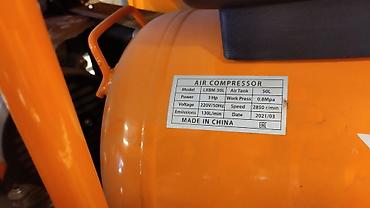 AIR COMPRESSOR
Model LXBM-50L Air Tank 50L
Power 3 Hp Work Press 0.8Mpa
Voltage 220V/50Hz Speed 2850 r/min
Emissions 130L/min Date 2021/03
MADE IN CHINA EAC